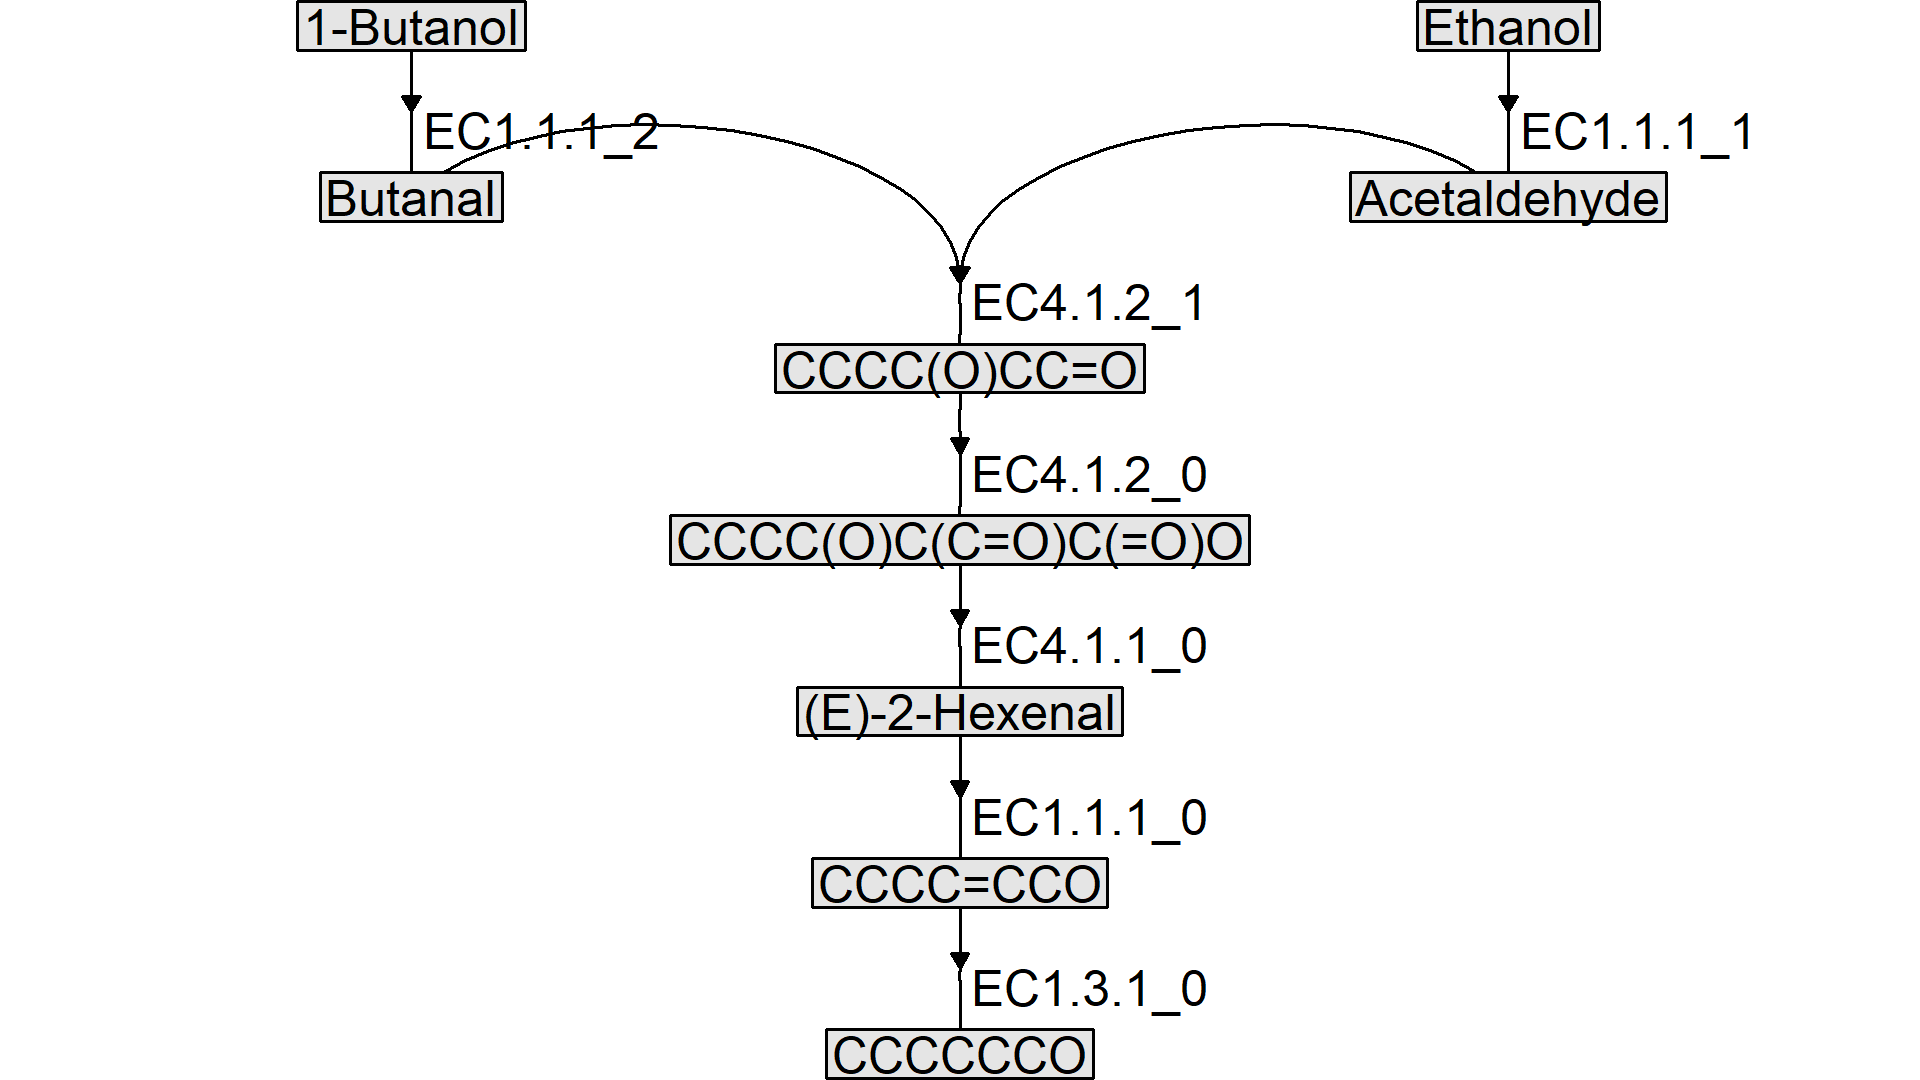 1-Butanol
Ethanol
EC1.1.1_2
EC1.1.1_1
Butanal
Acetaldehyde
EC4.1.2_1
CCCC(O)CC=O
EC4.1.2_0
CCCC(O)C(C=O)C(=O)O
EC4.1.1_0
(E)-2-Hexenal
EC1.1.1_0
CCCC=CCO
EC1.3.1_0
CCCCCCCO